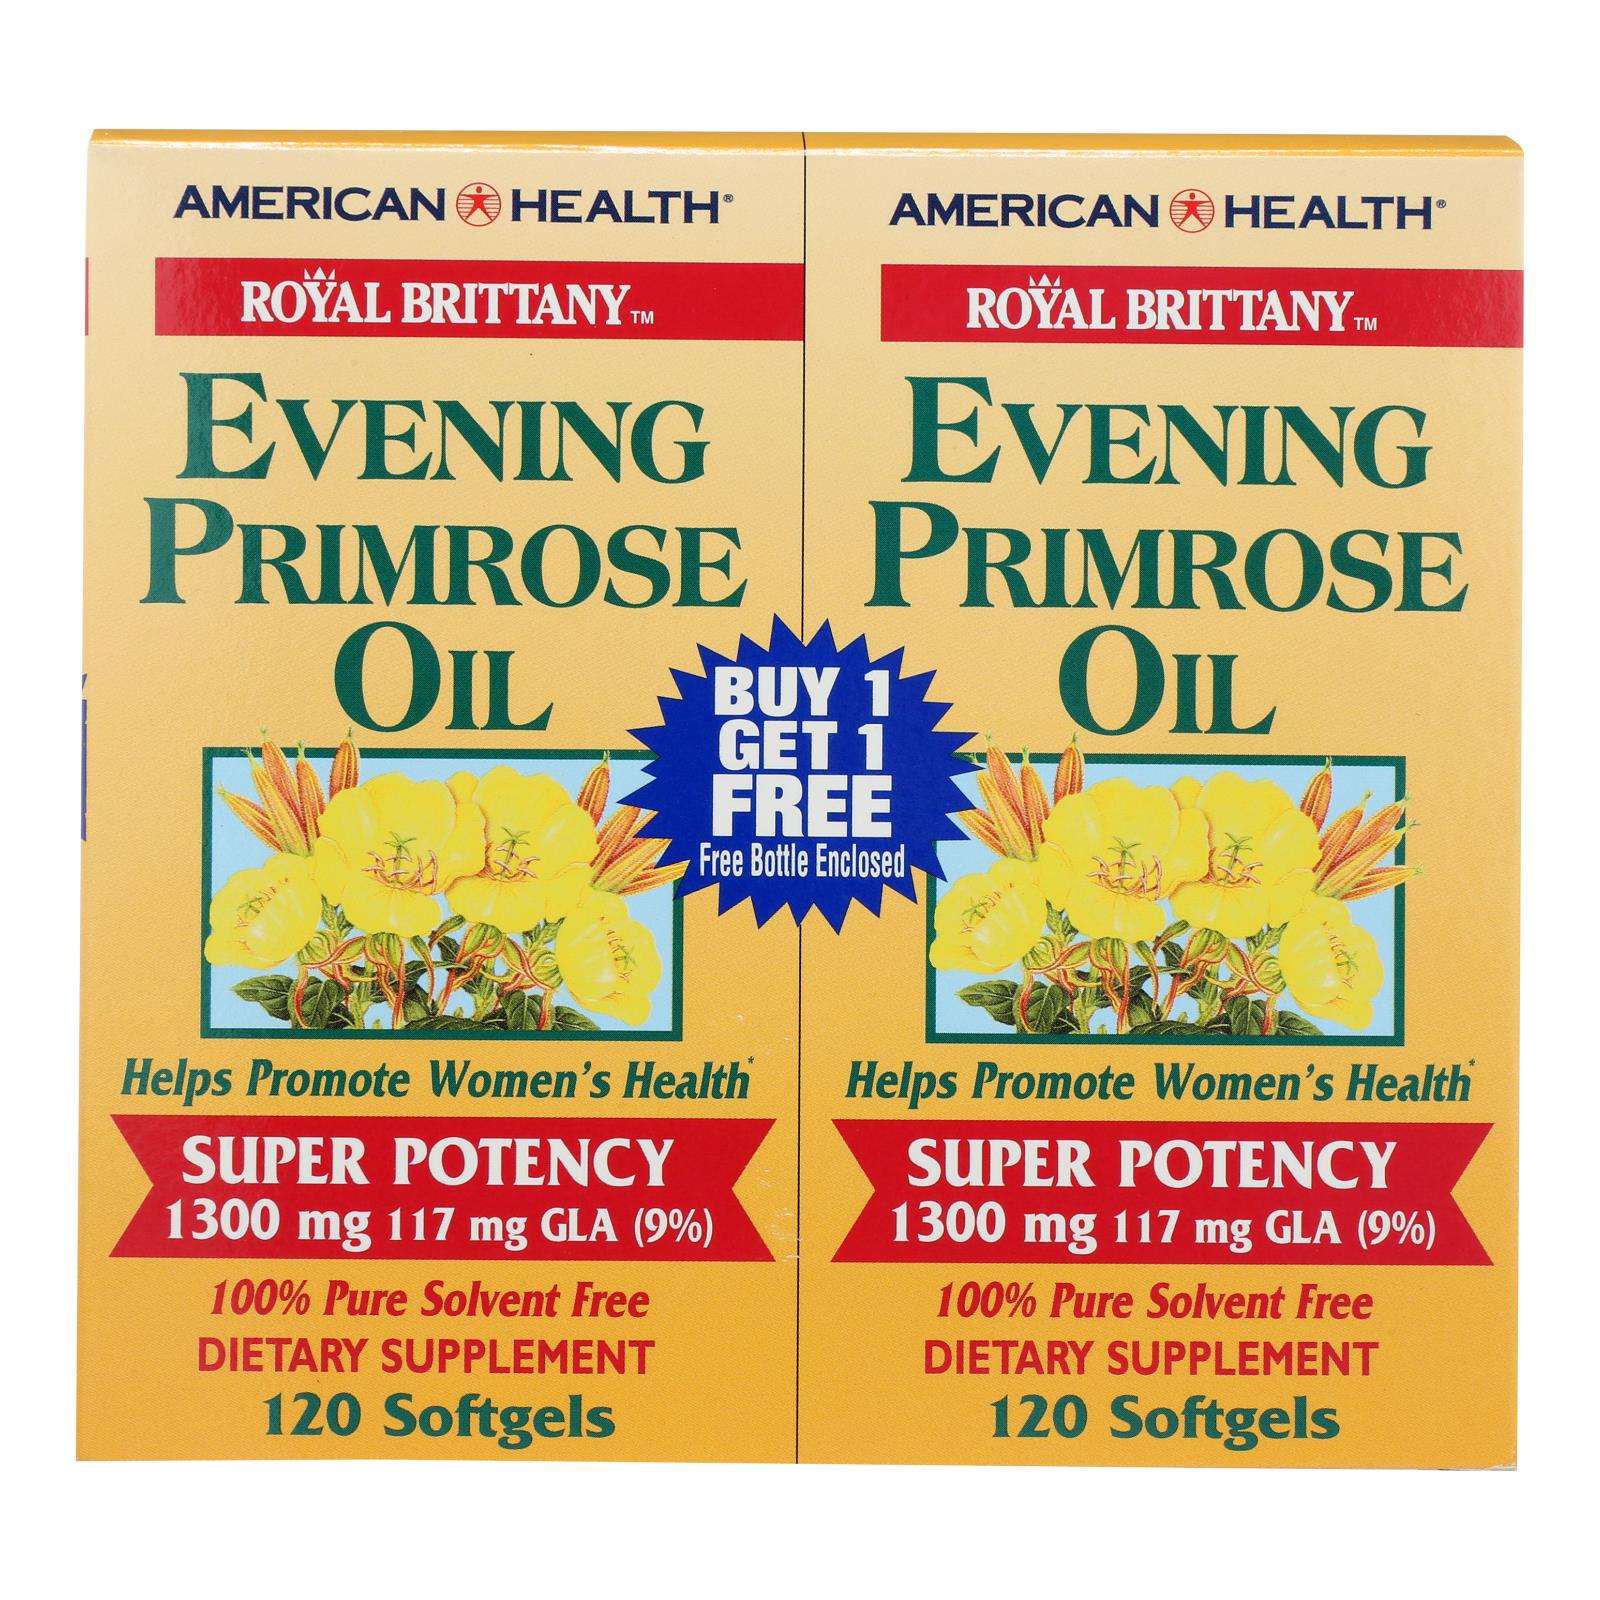 AMERICAN HEALTH®
ROYAL BRITTANY™
EVENING
PRIMROSE
OIL
Helps Promote Women's Health*
SUPER POTENCY
1300 mg 117 mg GLA (9%)
100% Pure Solvent Free
DIETARY SUPPLEMENT
120 Softgels
BUY 1
GET 1
FREE
Free Bottle Enclosed
AMERICAN HEALTH®
ROYAL BRITTANY™
EVENING
PRIMROSE
OIL
Helps Promote Women's Health*
SUPER POTENCY
1300 mg 117 mg GLA (9%)
100% Pure Solvent Free
DIETARY SUPPLEMENT
120 Softgels